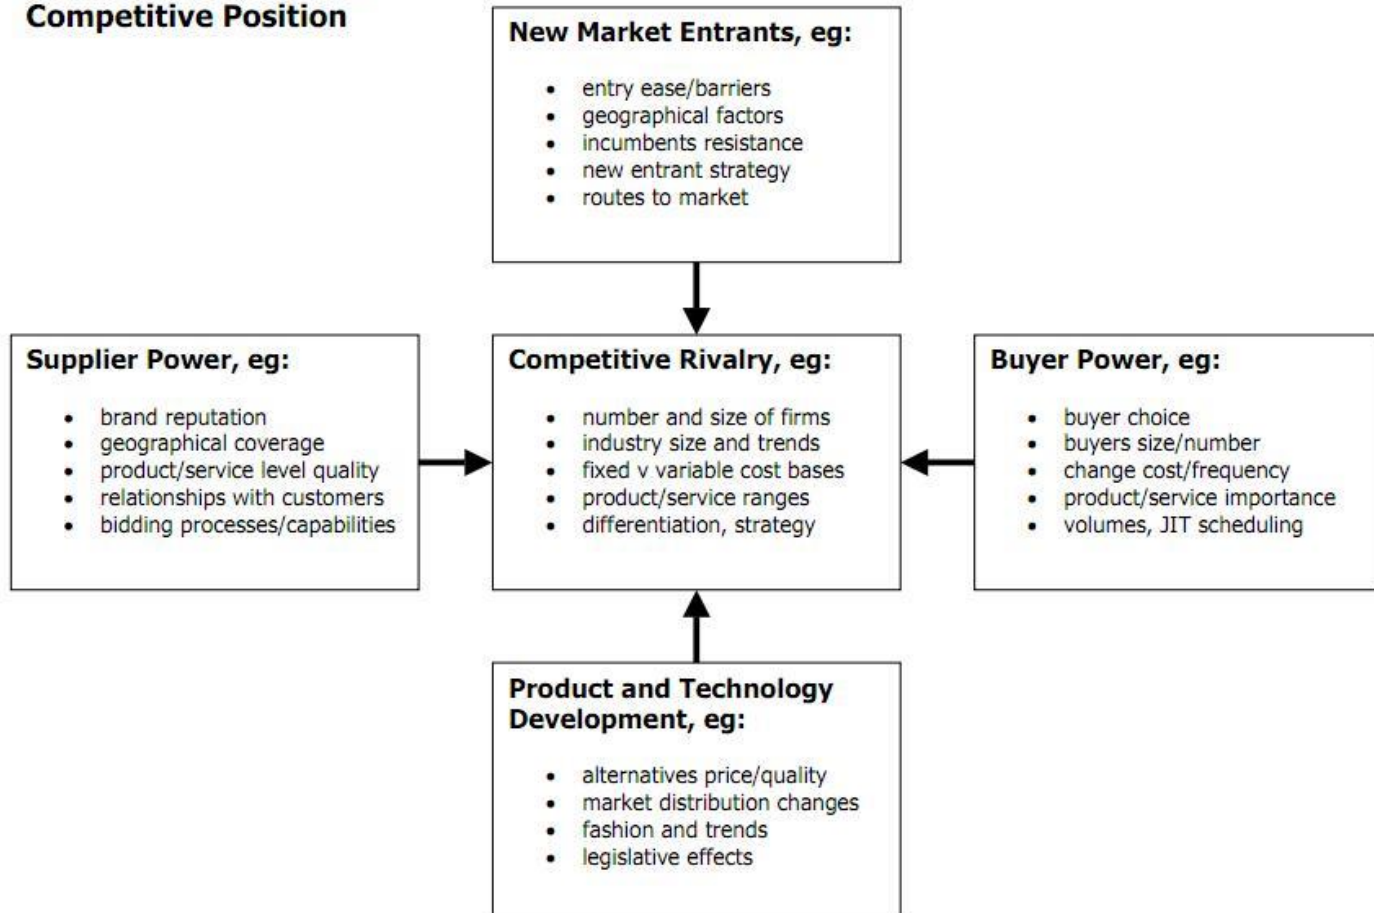 Competitive Position
New Market Entrants, eg:
• entry ease/barriers
• geographical factors
• incumbents resistance
• new entrant strategy
• routes to market
Supplier Power, eg:
• brand reputation
• geographical coverage
• product/service level quality
• relationships with customers
• bidding processes/capabilities
Competitive Rivalry, eg:
• number and size of firms
• industry size and trends
• fixed v variable cost bases
• product/service ranges
• differentiation, strategy
Buyer Power, eg:
• buyer choice
• buyers size/number
• change cost/frequency
• product/service importance
• volumes, JIT scheduling
Product and Technology
Development, eg:
• alternatives price/quality
• market distribution changes
• fashion and trends
• legislative effects